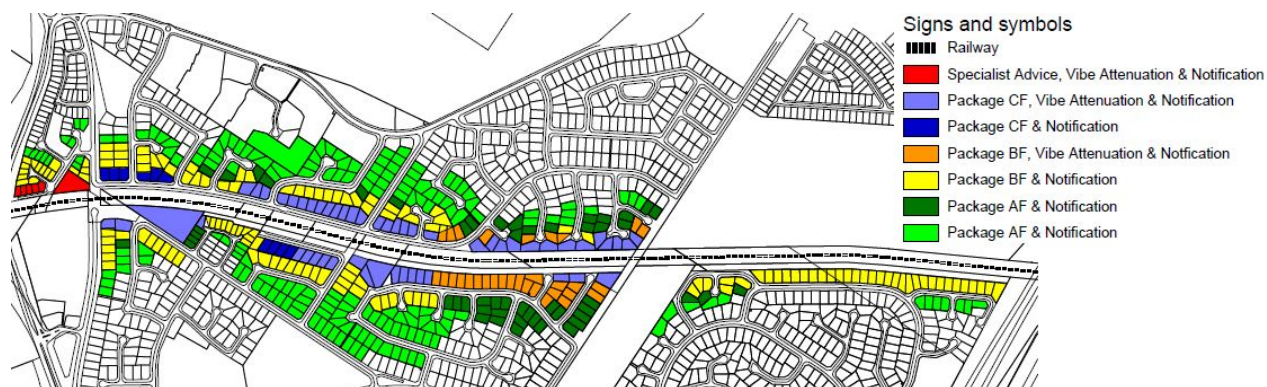 Signs and symbols
Railway
Specialist Advice, Vibe Attenuation & Notification
Package CF, Vibe Attenuation & Notification
Package CF & Notification
Package BF, Vibe Attenuation & Notfication
Package BF & Notification
Package AF & Notification
Package AF & Notification